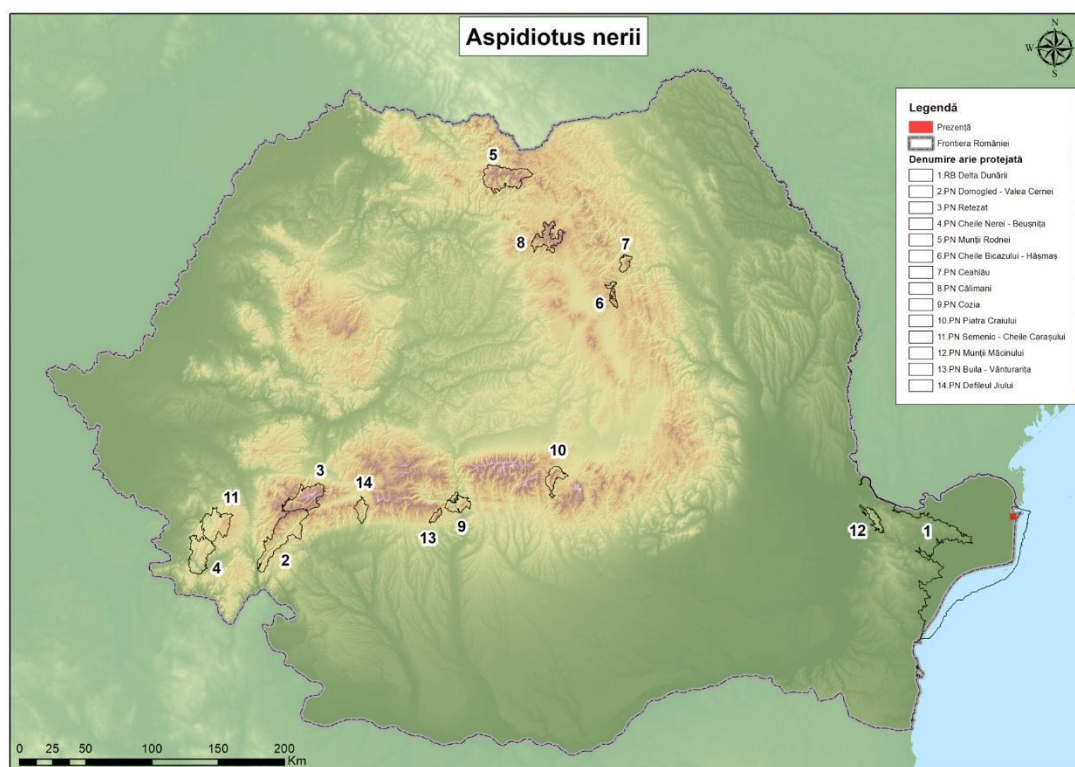 Aspidiotus nerii
N
W
E
S
Legendă
Prezență
Frontiera României
Denumire arie protejată
1.RB Delta Dunării
2.PN Domogled - Valea Cernei
3.PN Retezat
4.PN Cheile Nerei - Beușnița
5.PN Munții Rodnei
6.PN Cheile Bicazului - Hășmaș
7.PN Ceahlău
8.PN Călimani
9.PN Cozia
10.PN Piatra Craiului
11.PN Semenic - Cheile Carașului
12.PN Munții Măcinului
13.PN Buila - Vânturarița
14.PN Defileul Jiului
5
8
7
6
10
3
14
11
13
9
12
1
4
2
0 25 50 100 150 200
Km